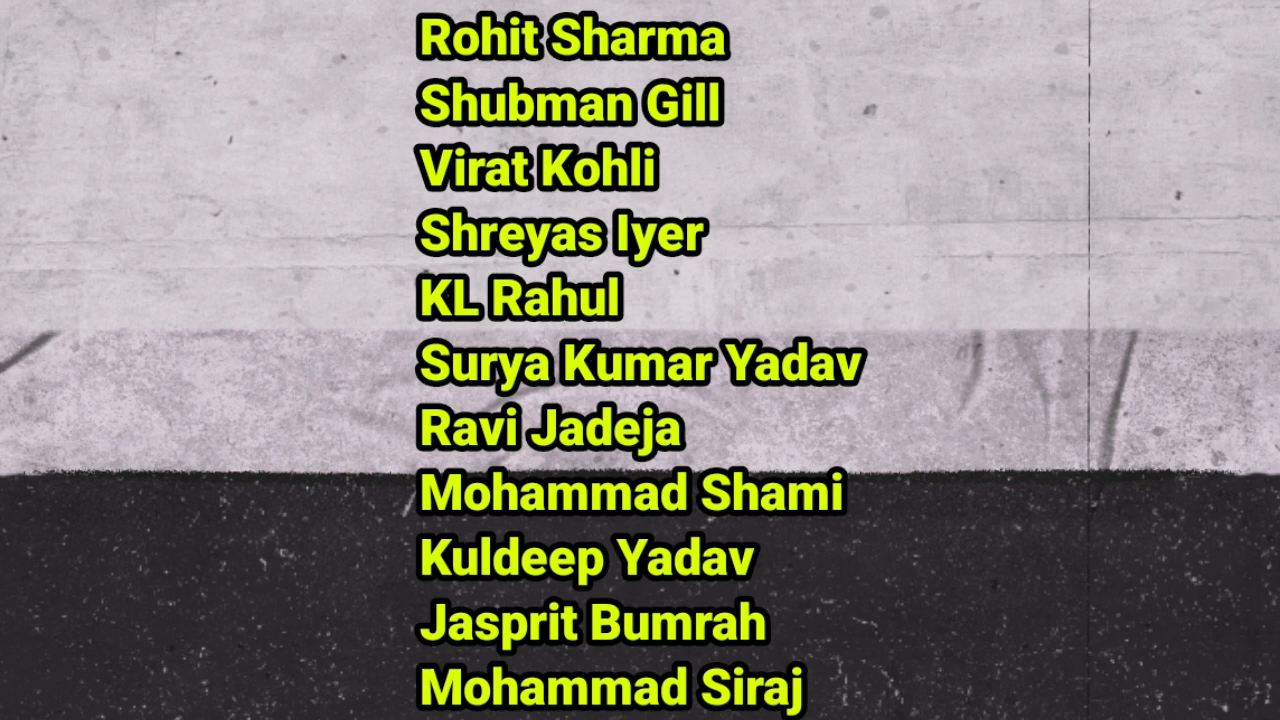 Rohit Sharma
Shubman Gill
Virat Kohli
Shreyas Iyer
KL Rahul
Surya Kumar Yadav
Ravi Jadeja
Mohammad Shami
Kuldeep Yadav
Jasprit Bumrah
Mohammad Siraj